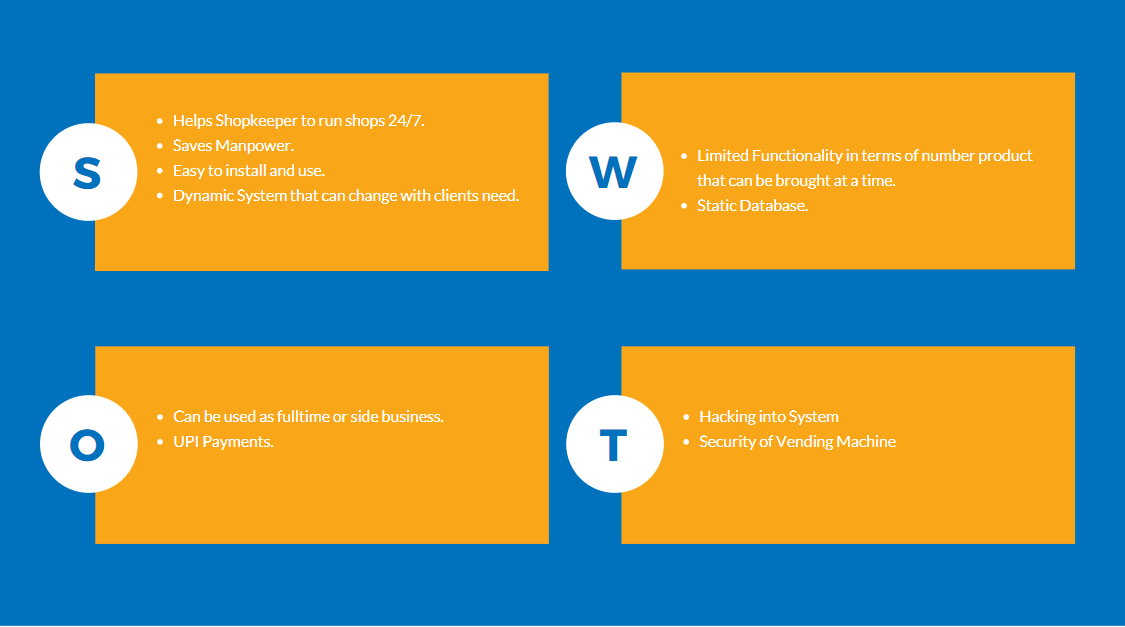 S
• Helps Shopkeeper to run shops 24/7.
• Saves Manpower.
• Easy to install and use.
• Dynamic System that can change with clients need.
W
• Limited Functionality in terms of number product
that can be brought at a time.
• Static Database.
O
• Can be used as fulltime or side business.
• UPI Payments.
T
• Hacking into System
• Security of Vending Machine